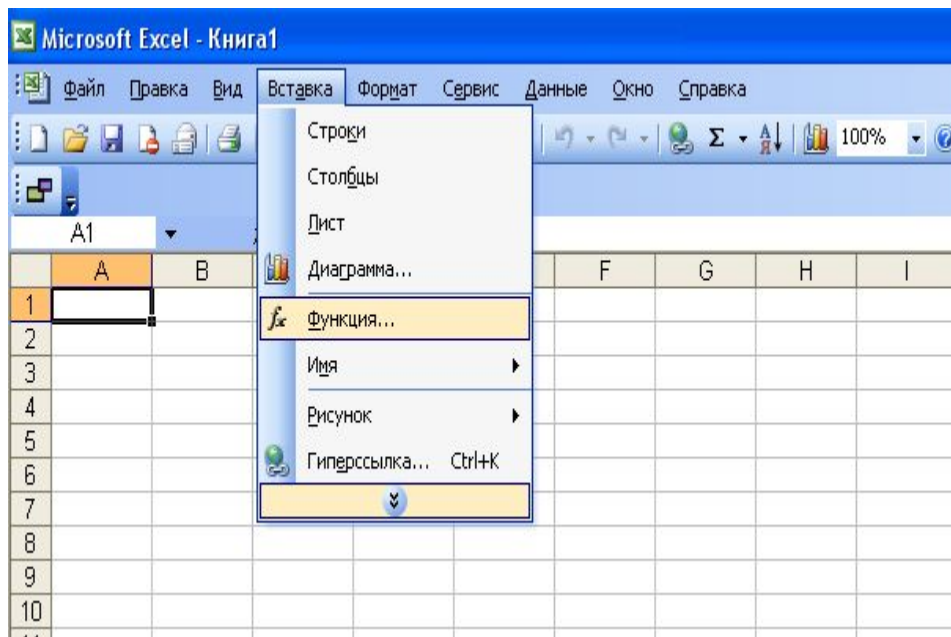 Microsoft Excel - Книга1
Файл Правка Вид Вставка Формат Сервис Данные Окно Справка
Σ 100%
A1
Строки
Столбцы
Лист
Диаграмма...
fx Функция...
Имя
Рисунок
Гиперссылка... Ctrl+K
A B F G H I
1
2
3
4
5
6
7
8
9
10